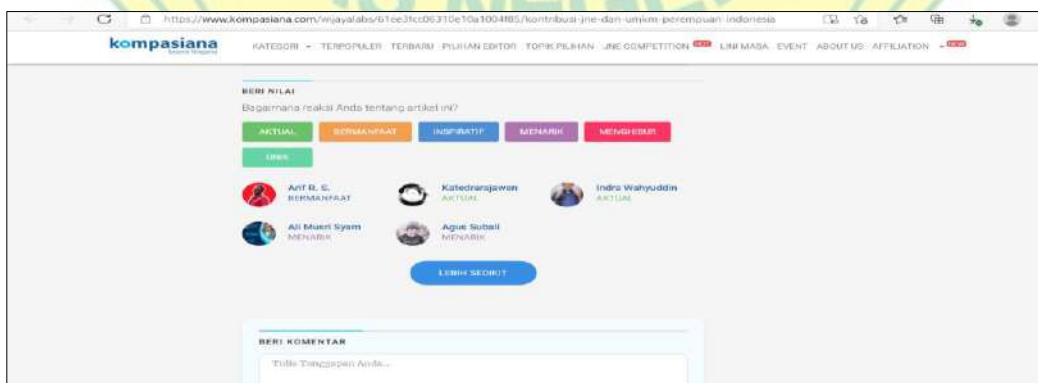 https://www.kompasiana.com/wijayalabs/61ee3fcc06310e10a1004f85/kontribusi-jne-dan-umkm-perempuan-indonesia
kompasiana
KATEGORI TERPOPULER TERBARU PILIHAN EDITOR TOPIK PILIHAN JNE COMPETITION LINI MASA EVENT ABOUT US AFFILIATION
BERI NILAI
Bagaimana reaksi Anda tentang artikel ini?
AKTUAL BERMANFAAT INSPIRATIF MENARIK MENGHIBUR
UNIK
Arif R. S. Katedrarajawen Indra Wahyuddin
BERMANFAAT AKTUAL AKTUAL
Ali Musri Syam Agus Subali
MENARIK MENARIK
LEBIH SEDIKIT
BERI KOMENTAR
Tulis Tanggapan Anda...